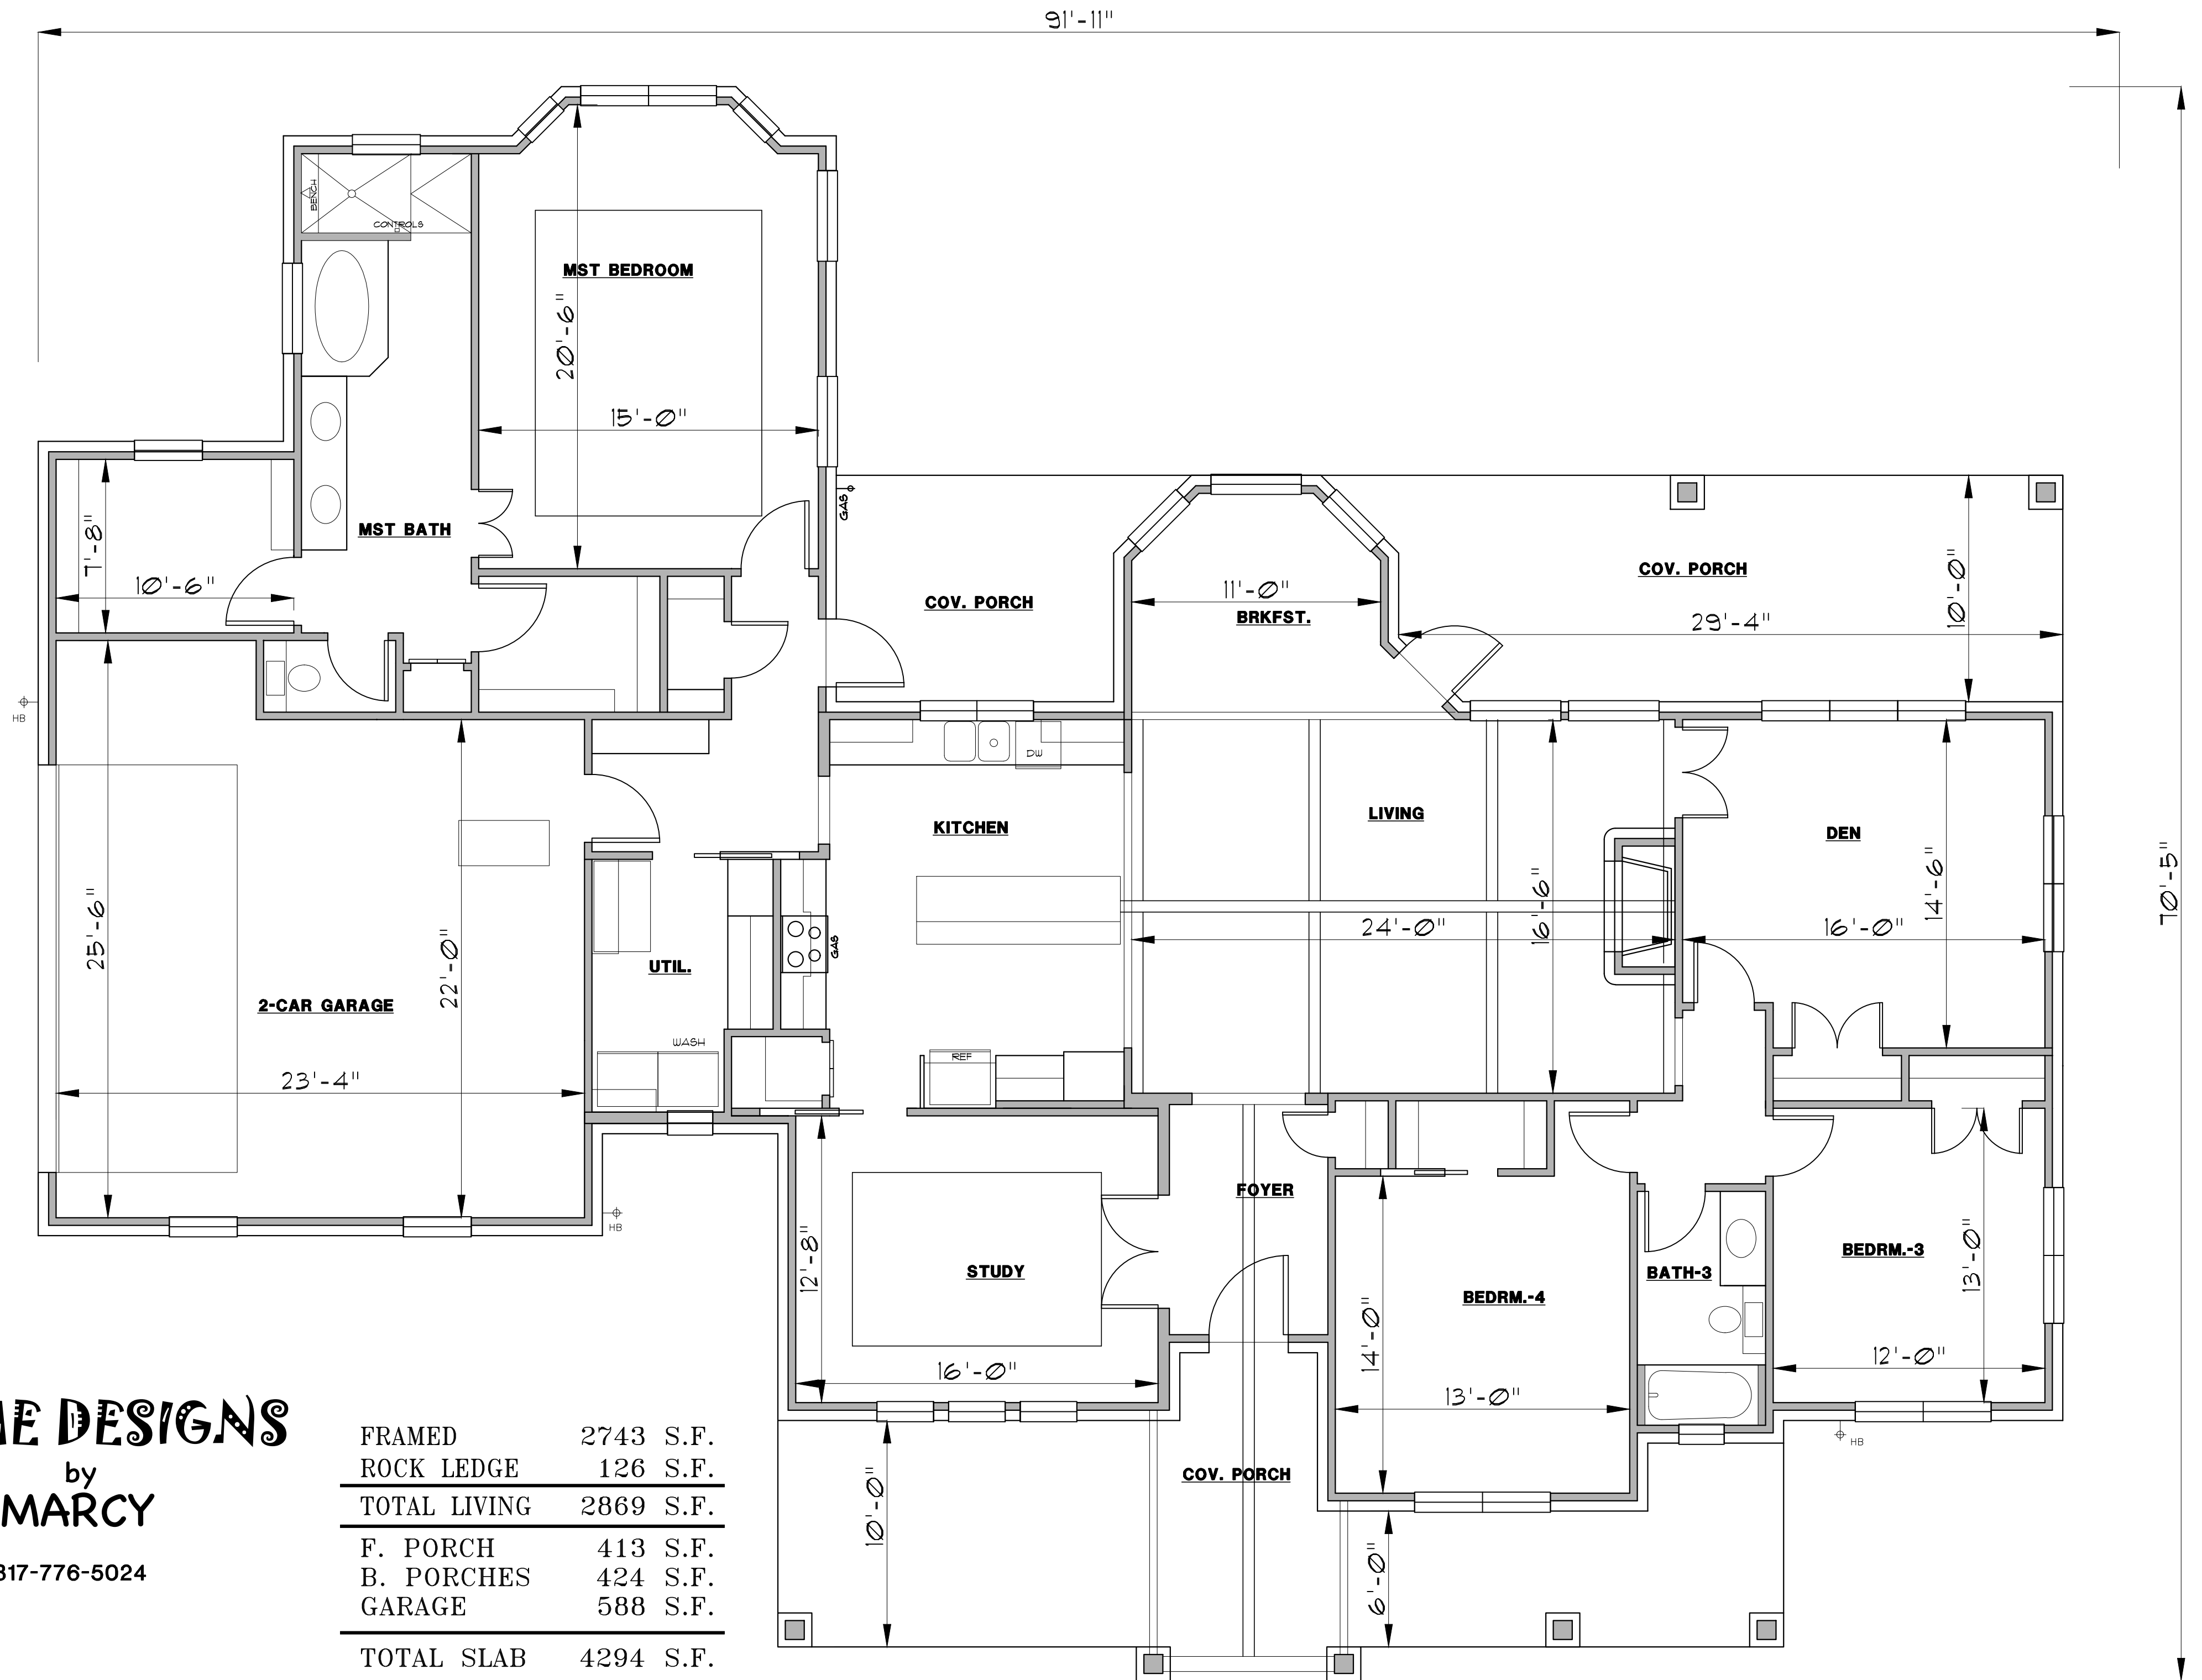 91'-11"
BENCH
CONTROLS
MST BEDROOM
20'-6"
15'-0"
70'-5"
GAS
MST BATH
7'-8"
10'-6"
COV. PORCH
11'-0"
BRKFST.
COV. PORCH
29'-4"
10'-0"
HB
DW
KITCHEN
LIVING
DEN
25'-6"
22'-0"
UTIL.
GAS
24'-0"
16'-6"
16'-0"
14'-6"
2-CAR GARAGE
23'-4"
WASH
REF
FOYER
HB
12'-8"
STUDY
16'-0"
14'-0"
BEDRM.-4
13'-0"
BATH-3
BEDRM.-3
13'-0"
12'-0"
HB
COV. PORCH
10'-0"
6'-0"
DESIGNS
by
MARCY
817-776-5024
FRAMED 2743 S.F.
ROCK LEDGE 126 S.F.
TOTAL LIVING 2869 S.F.
F. PORCH 413 S.F.
B. PORCHES 424 S.F.
GARAGE 588 S.F.
TOTAL SLAB 4294 S.F.